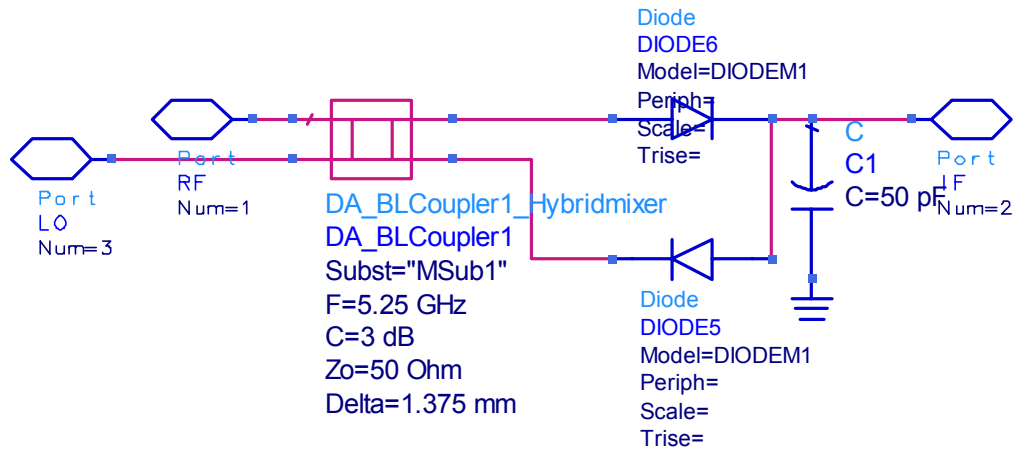 Diode
DIODE6
Model=DIODEM1
Periph=
Scale=
Trise=
Port
RF
Num=1
Port
LO
Num=3
DA_BLCoupler1_Hybridmixer
DA_BLCoupler1
Subst="MSub1"
F=5.25 GHz
C=3 dB
Zo=50 Ohm
Delta=1.375 mm
C
C1
C=50 pF
Port
IF
Num=2
Diode
DIODE5
Model=DIODEM1
Periph=
Scale=
Trise=